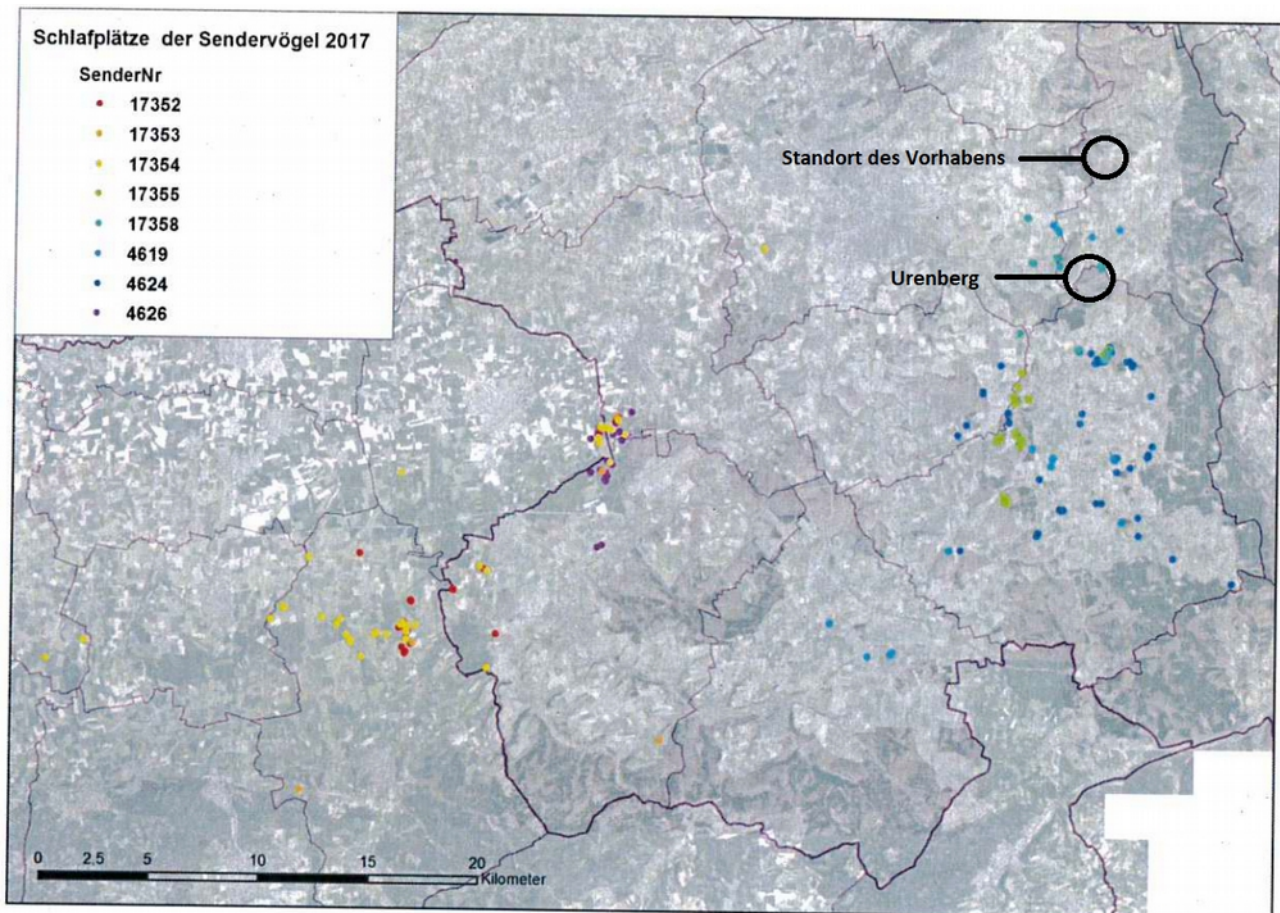 Schlafplätze der Sendervögel 2017
SenderNr
17352
17353
17354
17355
17358
4619
4624
4626
Standort des Vorhabens
Urenberg
0 2.5 5 10 15 20
Kilometer